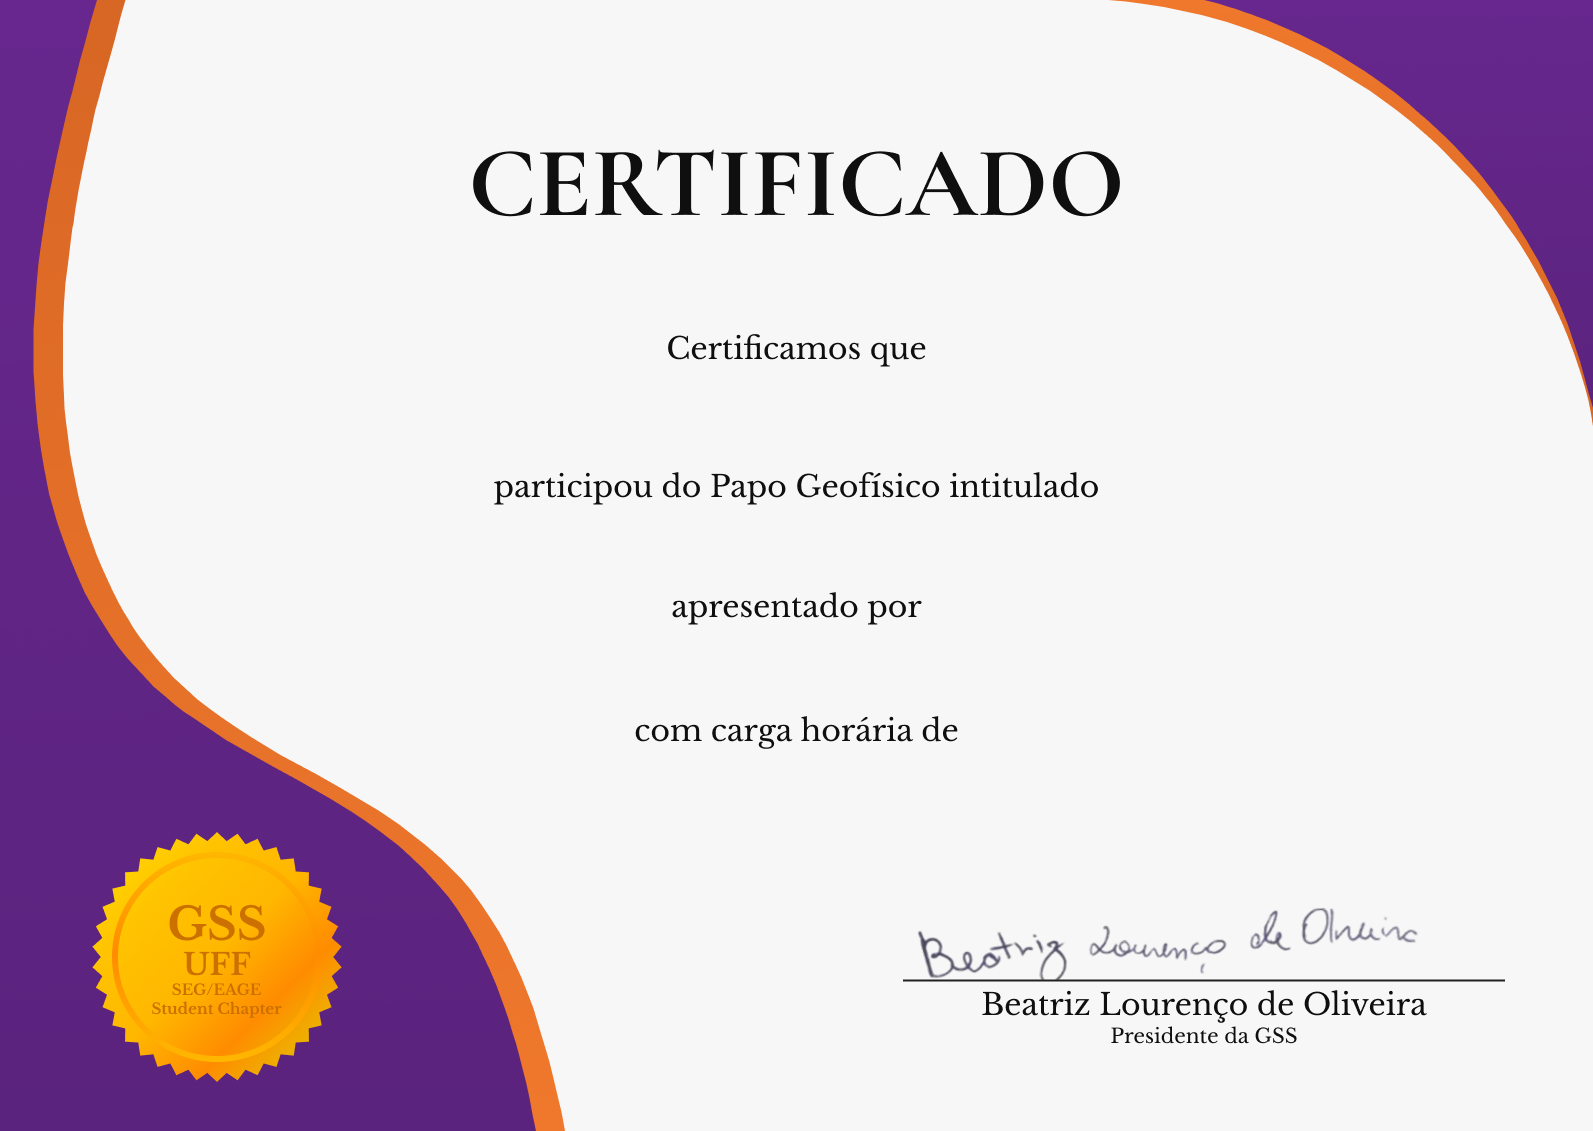 CERTIFICADO
Certificamos que
participou do Papo Geofísico intitulado
apresentado por
com carga horária de
GSS
UFF
SEG/EAGE
Student Chapter
Beatriz Lourenço de Oliveira
Beatriz Lourenço de Oliveira
Presidente da GSS